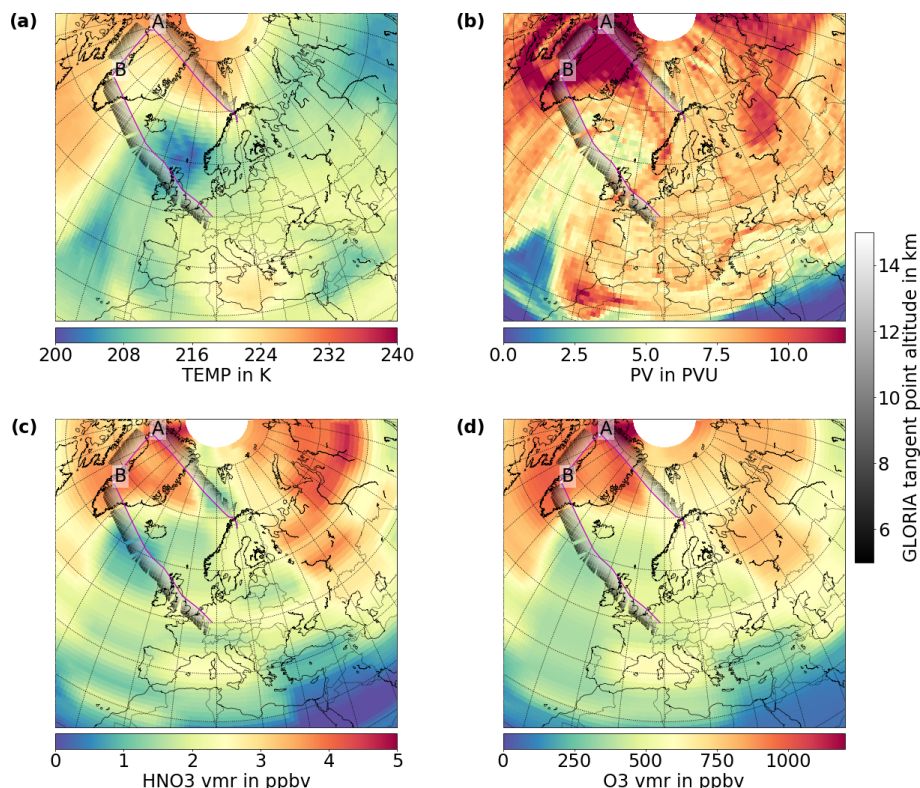 (a)
A
B
200 208 216 224 232 240
TEMP in K
(b)
A
B
0.0 2.5 5.0 7.5 10.0
PV in PVU
14
12
10
8
6
GLORIA tangent point altitude in km
(c)
A
B
0 1 2 3 4 5
HNO3 vmr in ppbv
(d)
A
B
0 250 500 750 1000
O3 vmr in ppbv